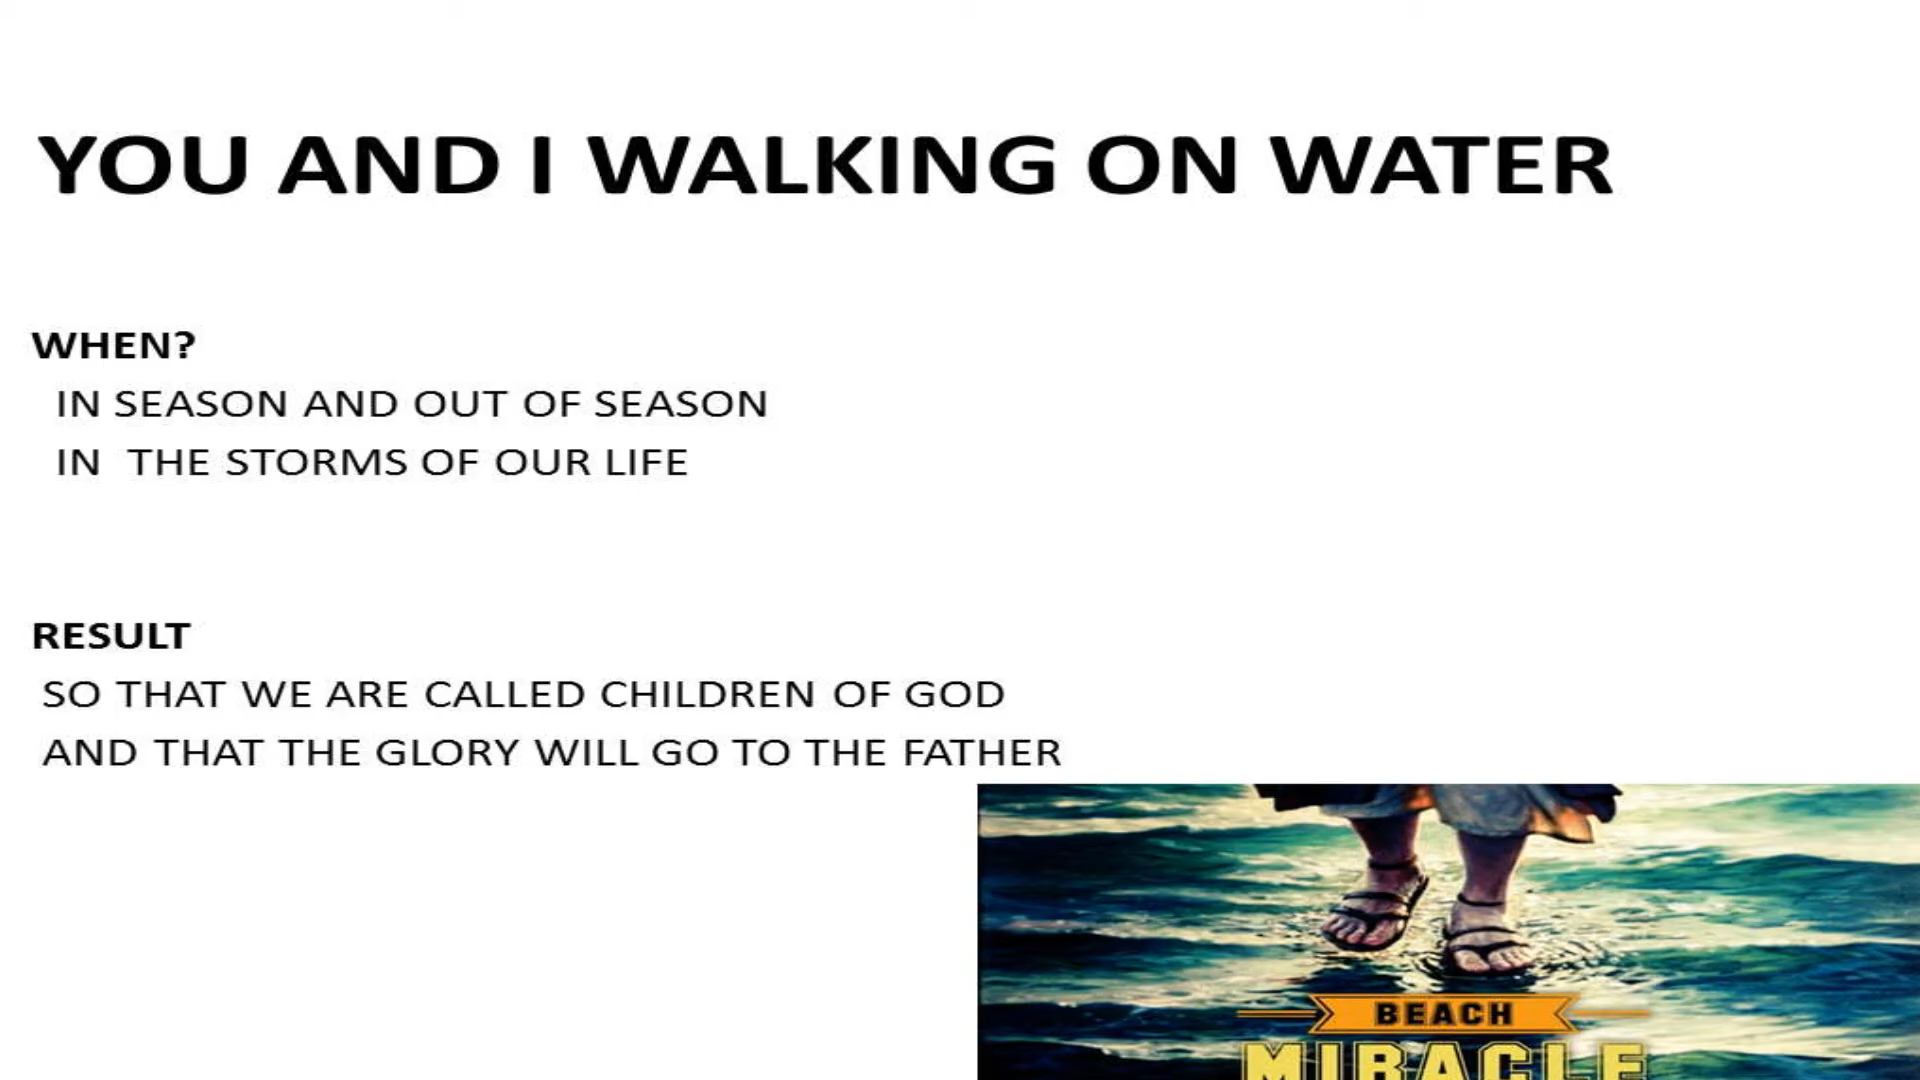 YOU AND I WALKING ON WATER
WHEN?
IN SEASON AND OUT OF SEASON
IN THE STORMS OF OUR LIFE
RESULT
SO THAT WE ARE CALLED CHILDREN OF GOD
AND THAT THE GLORY WILL GO TO THE FATHER
BEACH
MIRACLE